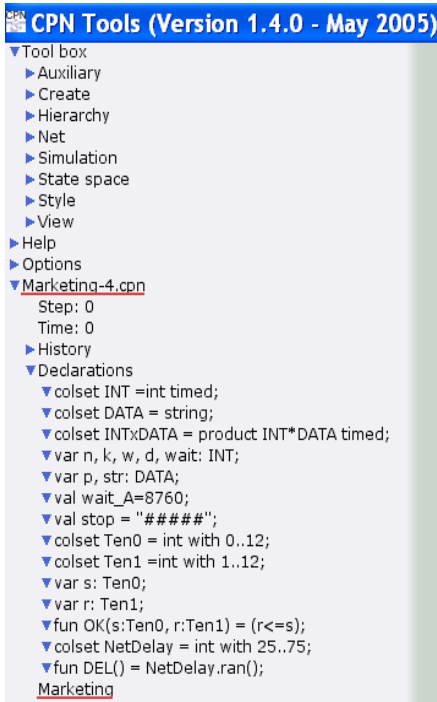 CPN Tools (Version 1.4.0 - May 2005)
Tool box
Auxiliary
Create
Hierarchy
Net
Simulation
State space
Style
View
Help
Options
Marketing-4.cpn
Step: 0
Time: 0
History
Declarations
colset INT =int timed;
colset DATA = string;
colset INTxDATA = product INT*DATA timed;
var n, k, w, d, wait: INT;
var p, str: DATA;
val wait_A=8760;
val stop = "#####";
colset Ten0 = int with 0..12;
colset Ten1 =int with 1..12;
var s: Ten0;
var r: Ten1;
fun OK(s:Ten0, r:Ten1) = (r<=s);
colset NetDelay = int with 25..75;
fun DEL() = NetDelay.ran();
Marketing